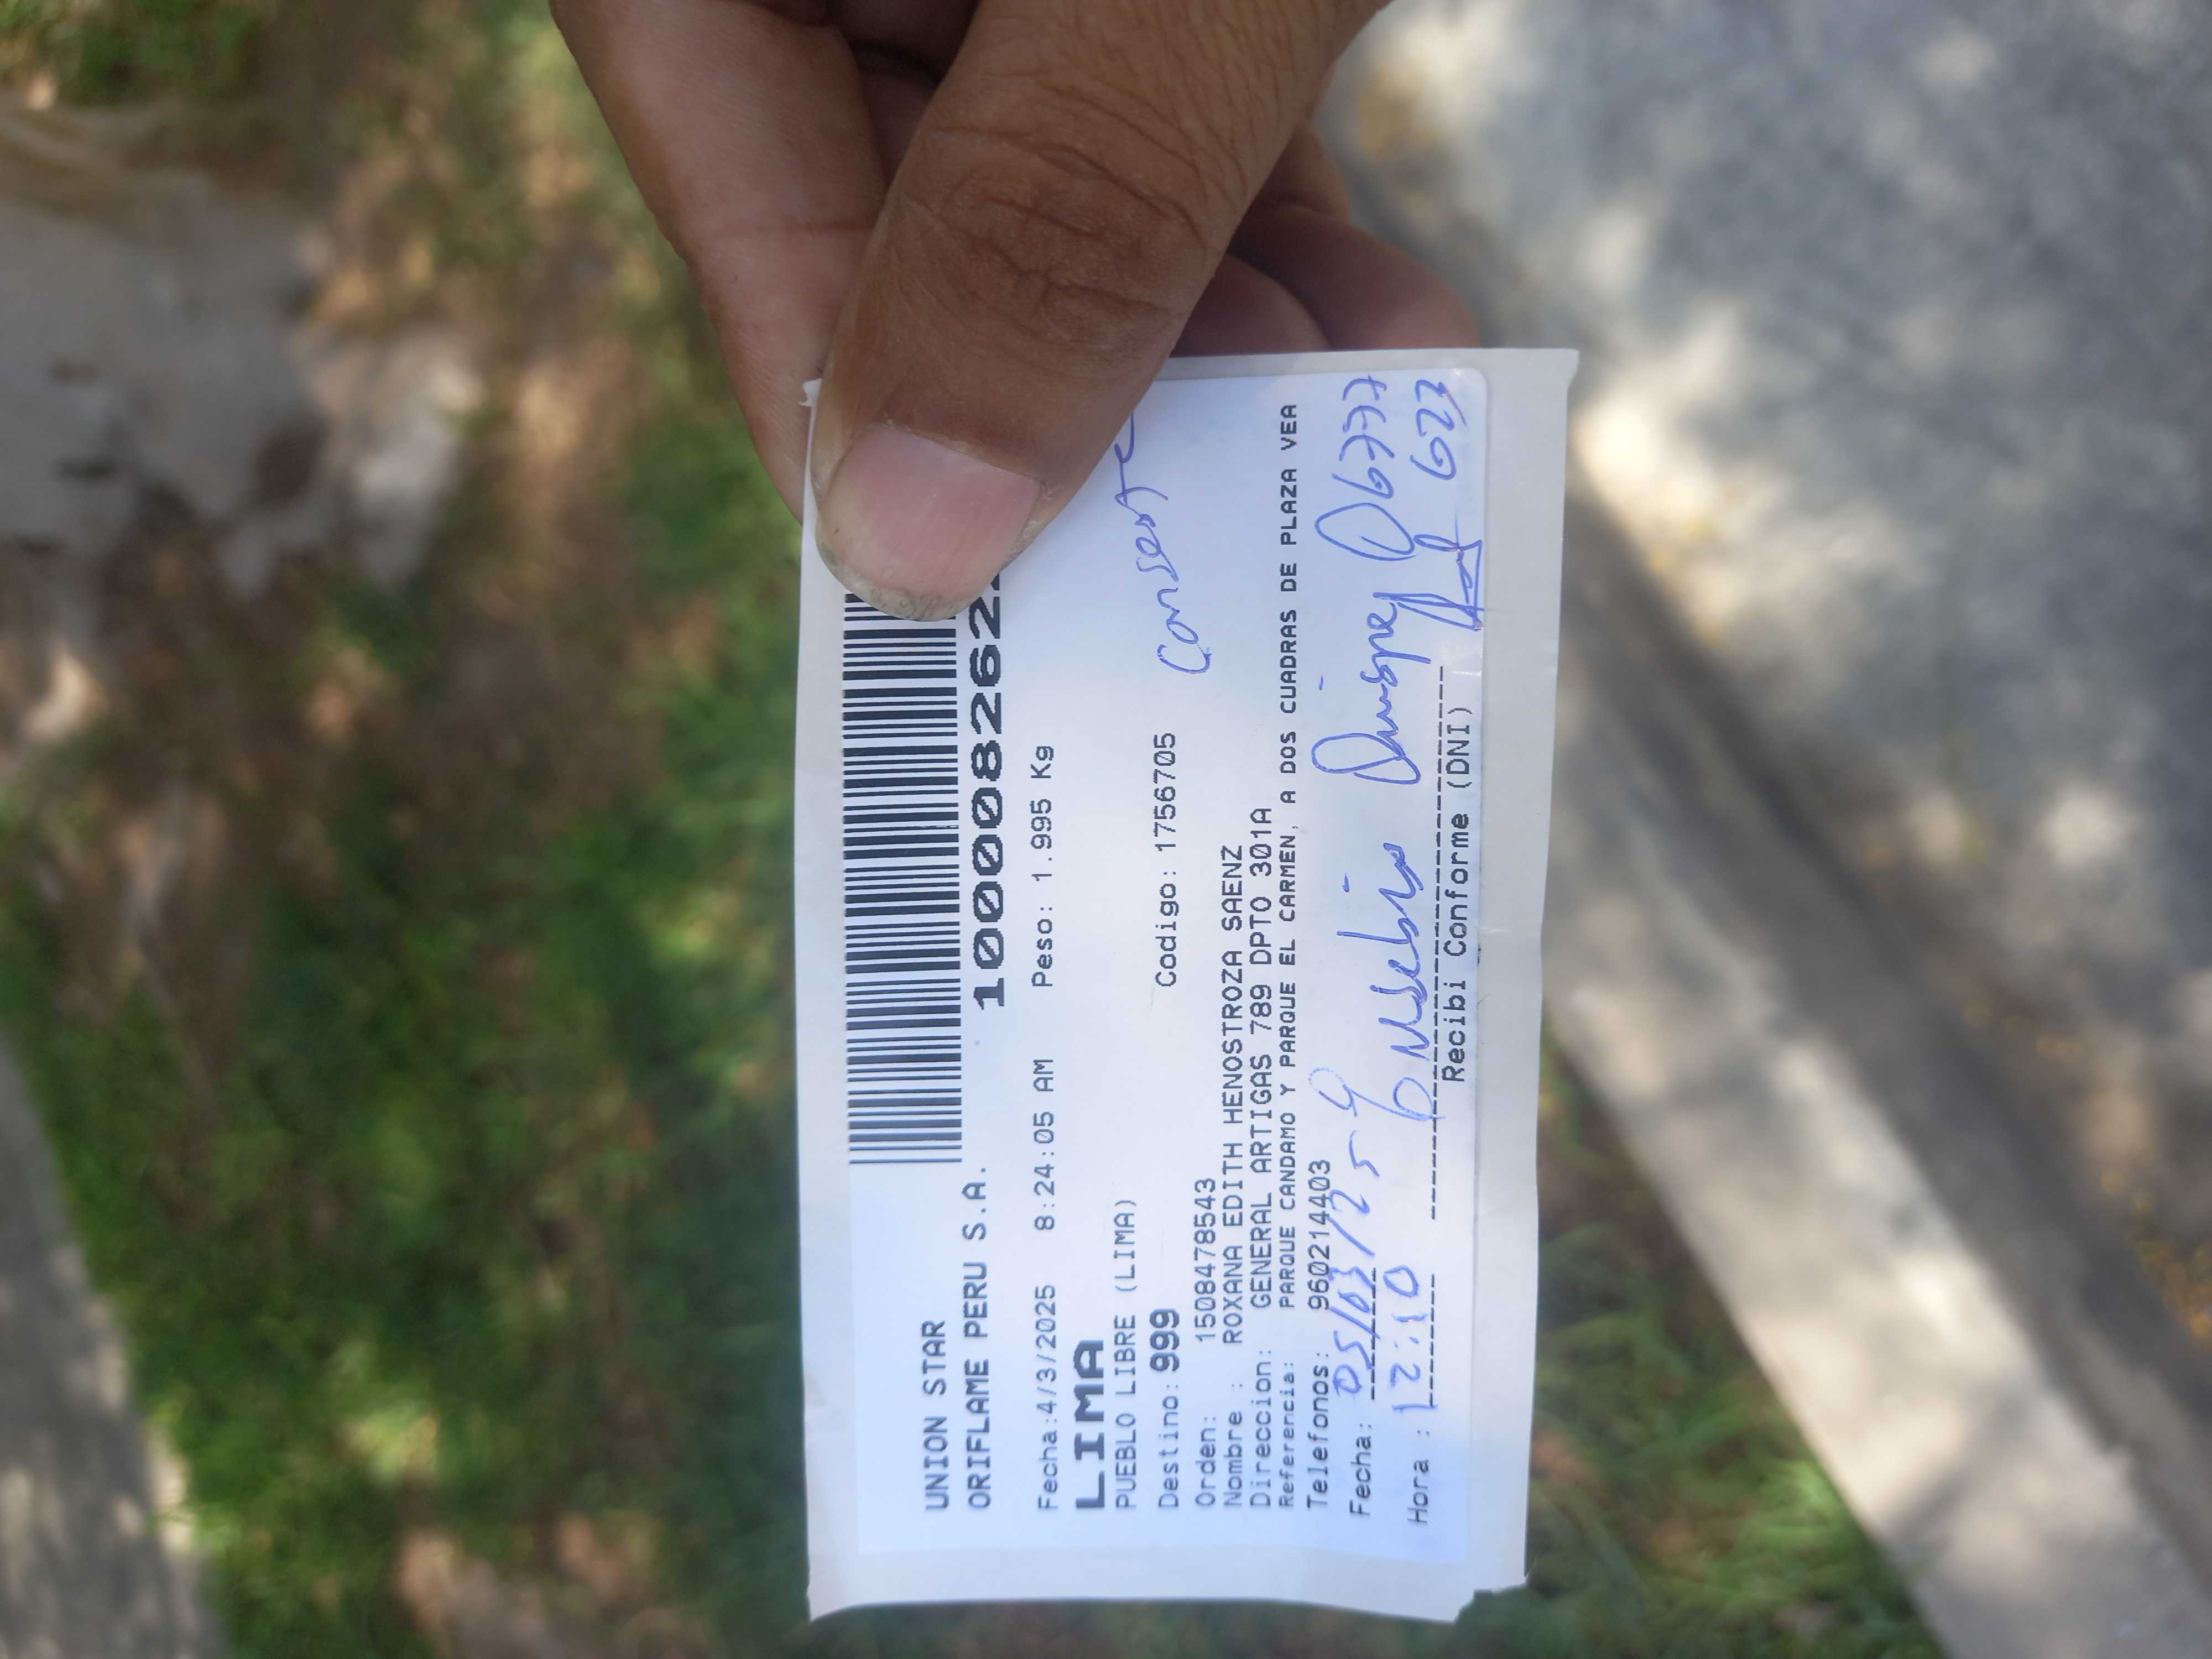 UNION STAR
ORIFLAME PERU S.A.
1000082622
Fecha:4/3/2025 8:24:05 AM Peso: 1.995 Kg
LIMA
PUEBLO LIBRE (LIMA)
Destino: 999 Codigo: 1756705
Orden: 1508478543
Nombre : ROXANA EDITH HENOSTROZA SAENZ
Direccion: GENERAL ARTIGAS 789 DPTO 301A
Referencia: PARQUE CANDAMO Y PARQUE EL CARMEN, A DOS CUADRAS DE PLAZA VEA
Telefonos: 960214403
Fecha: 05/03/25 Eusebio Quispe
Hora : 12:10
Recibi Conforme (DNI)